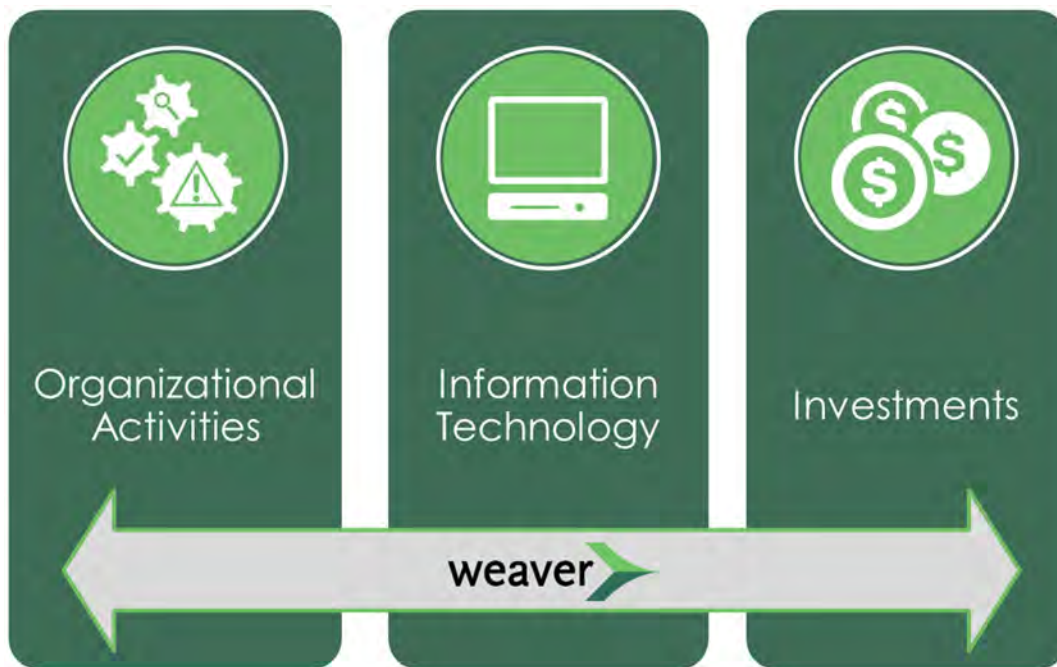 Organizational
Activities
Information
Technology
Investments
weaver